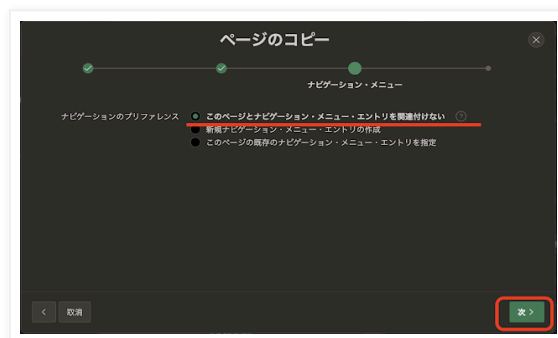 ページのコピー
ナビゲーション・メニュー
ナビゲーションのプリファレンス
このページとナビゲーション・メニュー・エントリを関連付けない
新規ナビゲーション・メニュー・エントリの作成
このページの既存のナビゲーション・メニュー・エントリを指定
取消
次 >